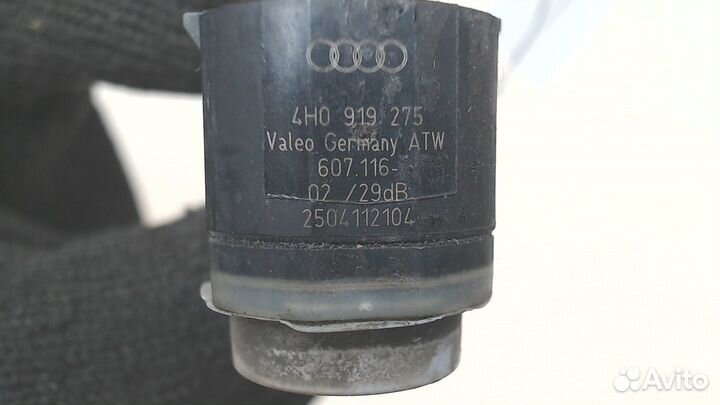 4H0 919 275
Valeo Germany ATW
607.116-
02 /29dB
2504112104
Avito